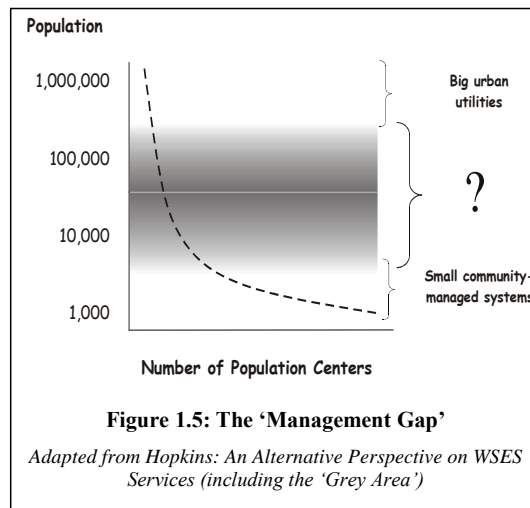 Population
1,000,000
100,000
10,000
1,000
Big urban
utilities
?
Small community-
managed systems
Number of Population Centers
Figure 1.5: The ‘Management Gap’
Adapted from Hopkins: An Alternative Perspective on WSES
Services (including the ‘Grey Area’)